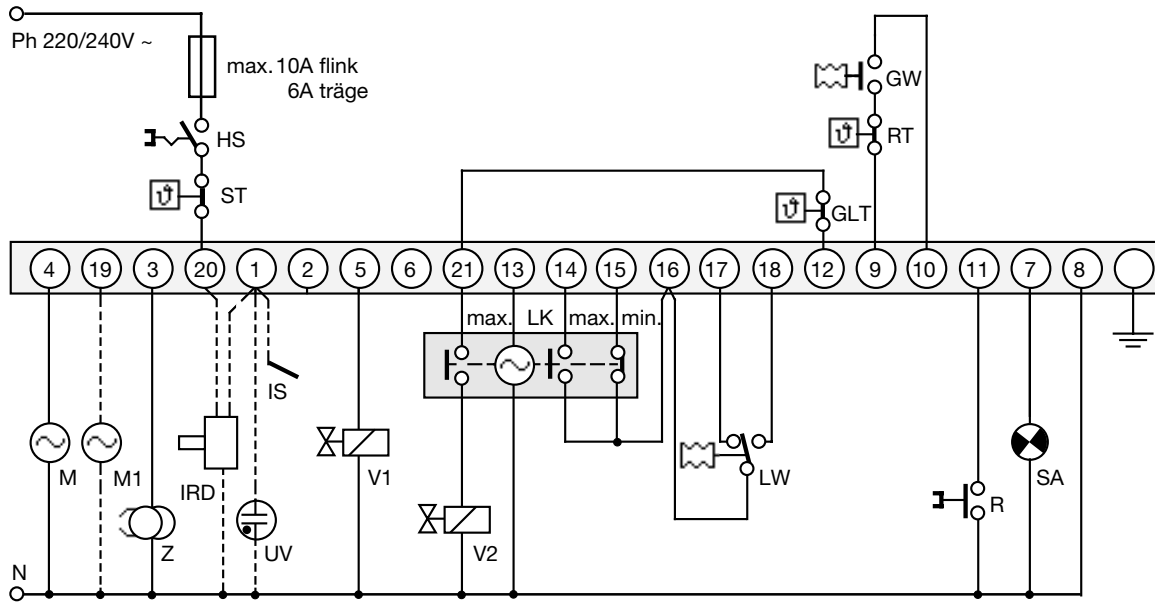 Ph 220/240V ~
max. 10A flink
6A träge
HS
ST
GW
RT
GLT
4 19 3 20 1 2 5 6 21 13 14 15 16 17 18 12 9 10 11 7 8
max. LK max. min.
IS
M
M1
IRD
Z
UV
V1
V2
LW
R
SA
N
ϑ
ϑ
ϑ